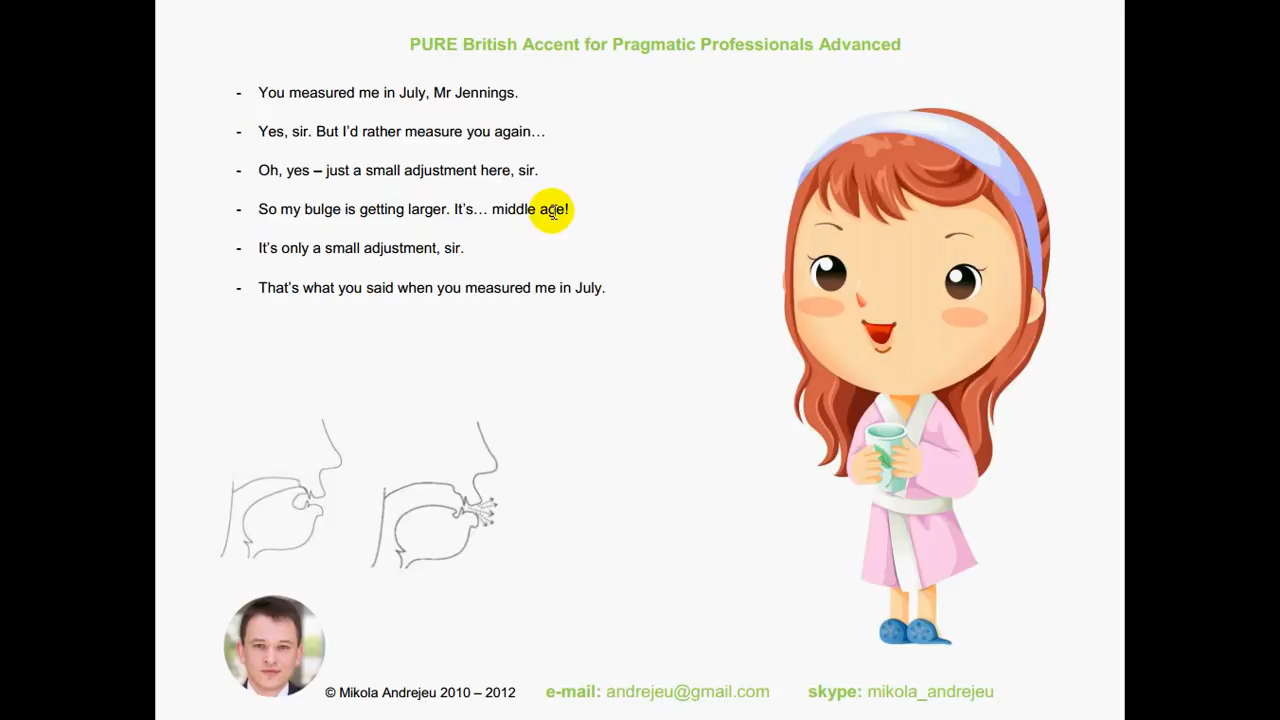 PURE British Accent for Pragmatic Professionals Advanced
- You measured me in July, Mr Jennings.
- Yes, sir. But I’d rather measure you again…
- Oh, yes – just a small adjustment here, sir.
- So my bulge is getting larger. It’s… middle age!
- It’s only a small adjustment, sir.
- That’s what you said when you measured me in July.
© Mikola Andrejeu 2010 – 2012 e-mail: andrejeu@gmail.com skype: mikola_andrejeu